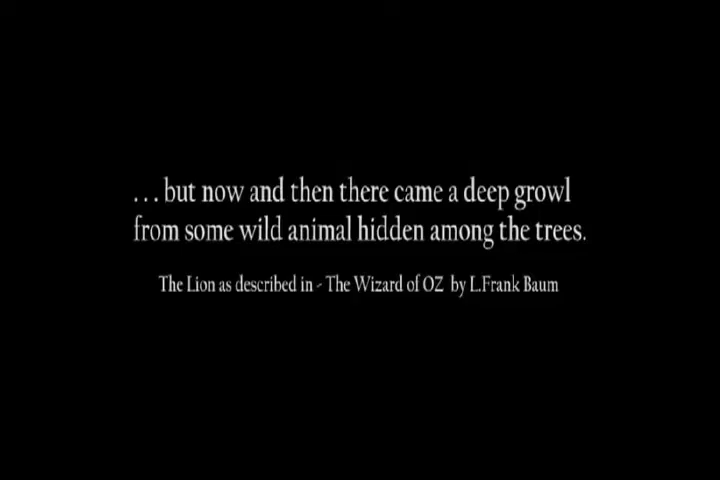 ...but now and then there came a deep growl
from some wild animal hidden among the trees.
The Lion as described in - The Wizard of OZ by L.Frank Baum